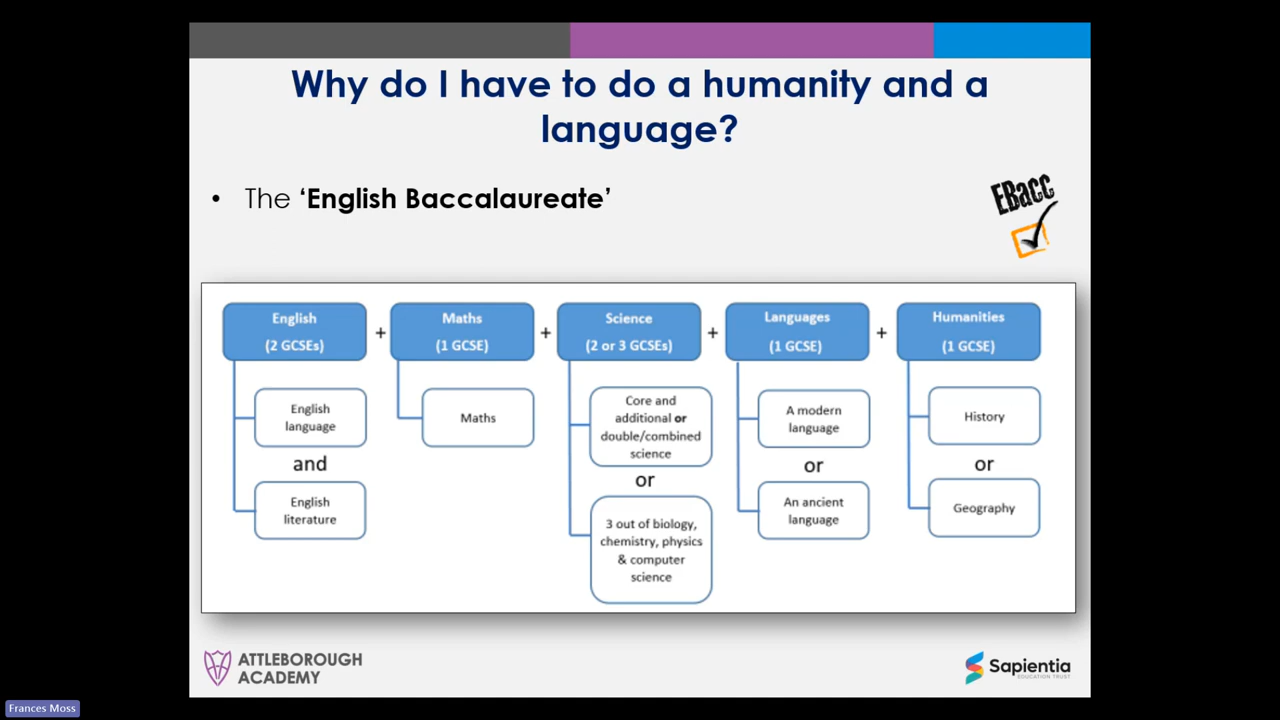 Why do I have to do a humanity and a
language?
• The ‘English Baccalaureate’
EBacc
English
(2 GCSEs)
+
Maths
(1 GCSE)
+
Science
(2 or 3 GCSEs)
+
Languages
(1 GCSE)
+
Humanities
(1 GCSE)
English
language
and
English
literature
Maths
Core and
additional or
double/combined
science
or
3 out of biology,
chemistry, physics
& computer
science
A modern
language
or
An ancient
language
History
or
Geography
ATTLEBOROUGH
ACADEMY
Sapientia
EDUCATION TRUST
Frances Moss